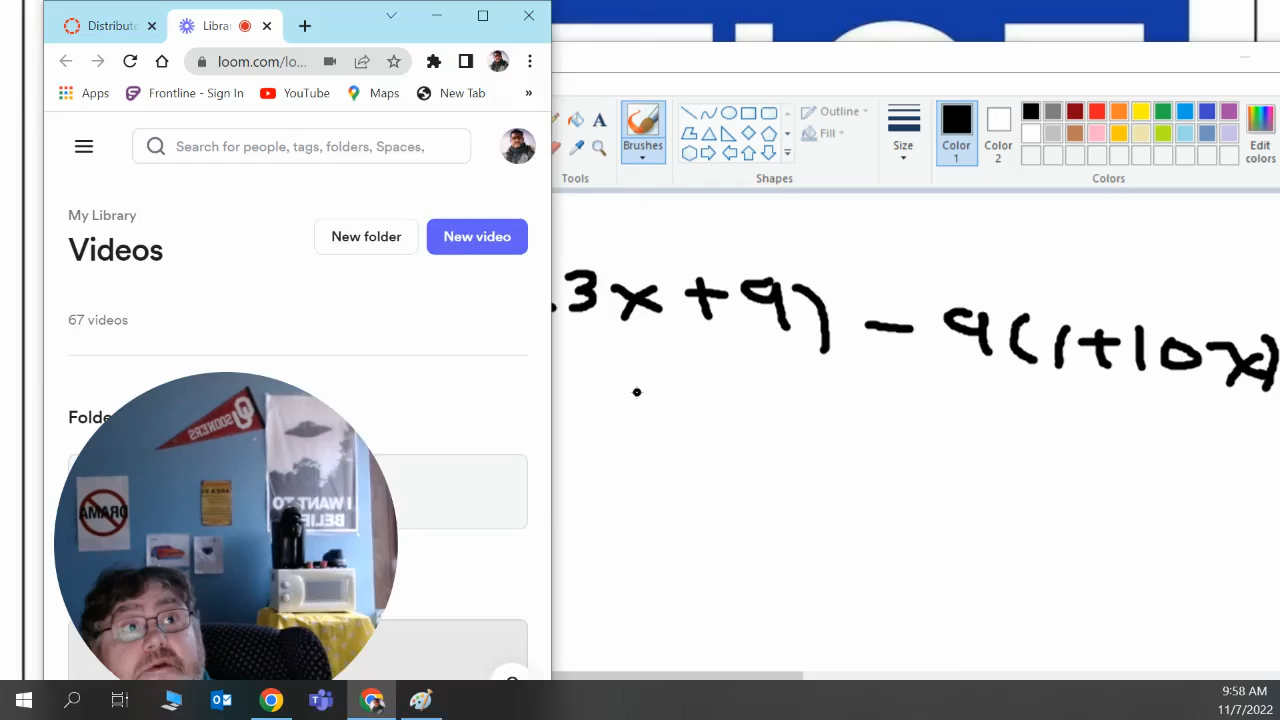 Distribute
Libra
loom.com/lo...
Apps
Frontline - Sign In
YouTube
Maps
New Tab
»
Search for people, tags, folders, Spaces,
My Library
Videos
New folder
New video
67 videos
Folde
SOONERS
DRAMA
I WANT TO
BELIE
Tools
Brushes
Shapes
Outline
Fill
Size
Color
1
Color
2
Colors
Edit
colors
3x + 9) - 9(1+10x)
9:58 AM
11/7/2022